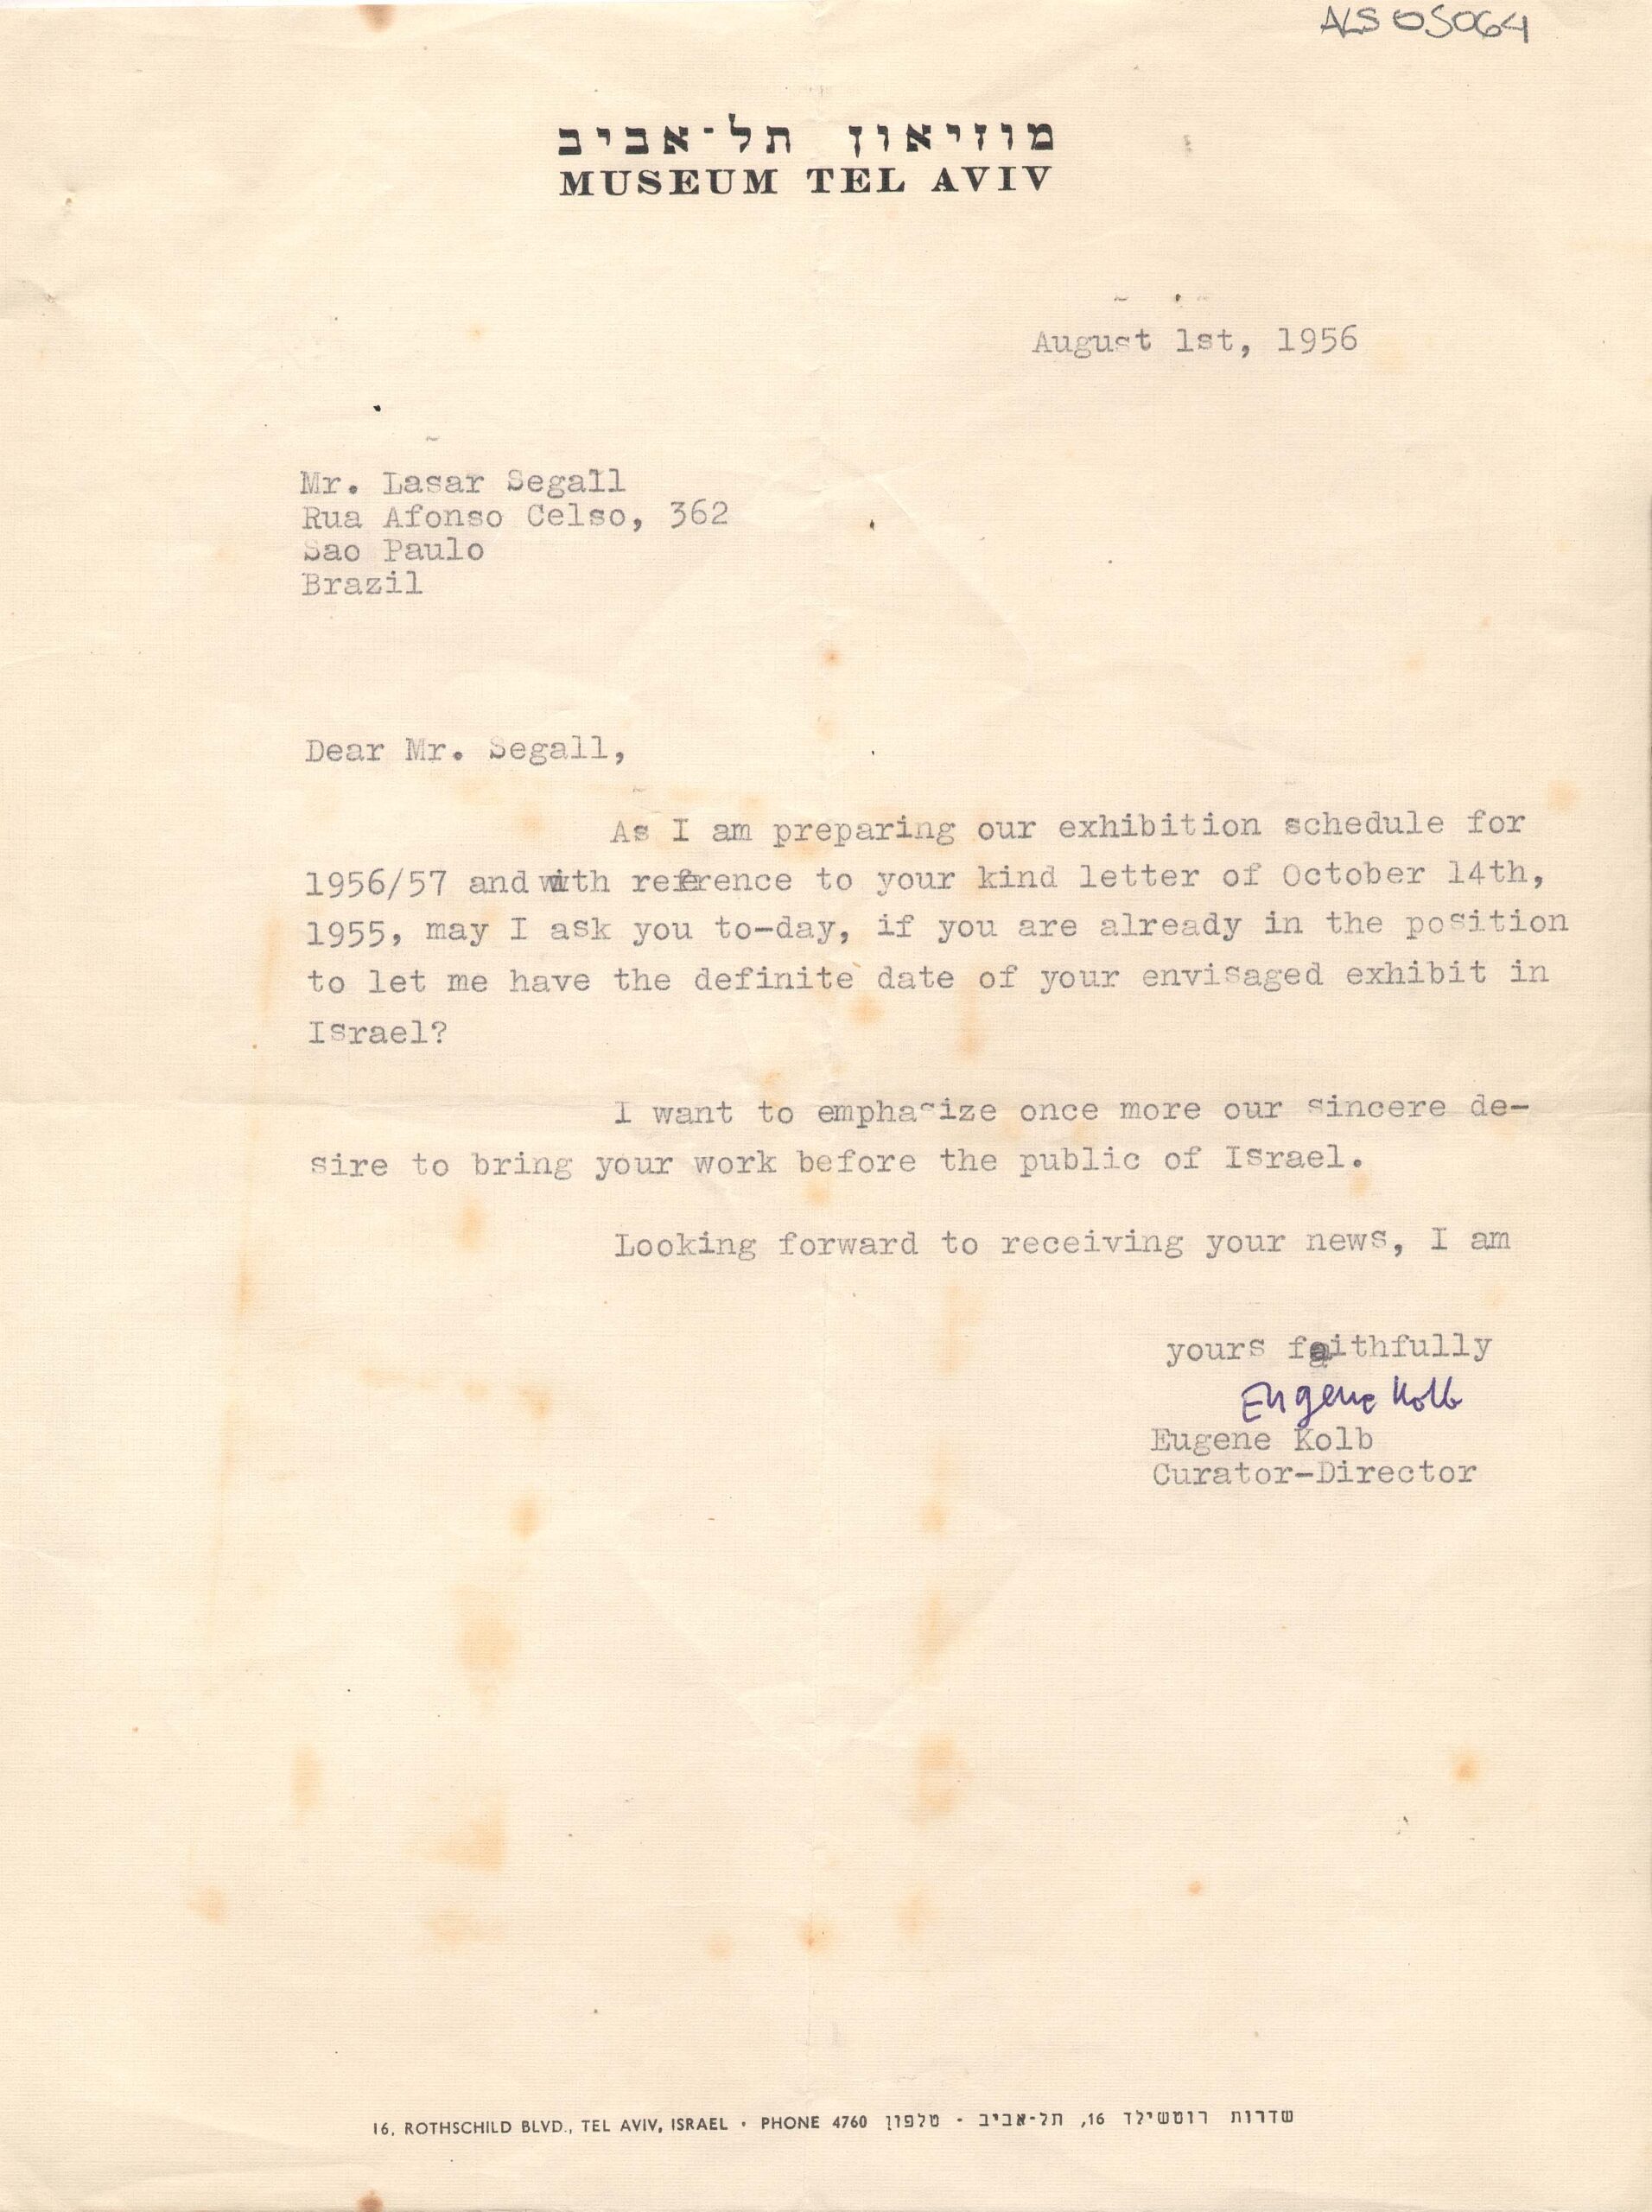 ALS 05064
מוזיאון תל-אביב
MUSEUM TEL AVIV
August 1st, 1956
Mr. Lasar Segall
Rua Afonso Celso, 362
Sao Paulo
Brazil
Dear Mr. Segall,
As I am preparing our exhibition schedule for
1956/57 and with reference to your kind letter of October 14th,
1955, may I ask you to-day, if you are already in the position
to let me have the definite date of your envisaged exhibit in
Israel?
I want to emphasize once more our sincere de-
sire to bring your work before the public of Israel.
Looking forward to receiving your news, I am
yours faithfully
Eugene Kolb
Eugene Kolb
Curator-Director
16, ROTHSCHILD BLVD., TEL AVIV, ISRAEL • PHONE 4760 שדרות רוטשילד 16, תל-אביב - טלפון